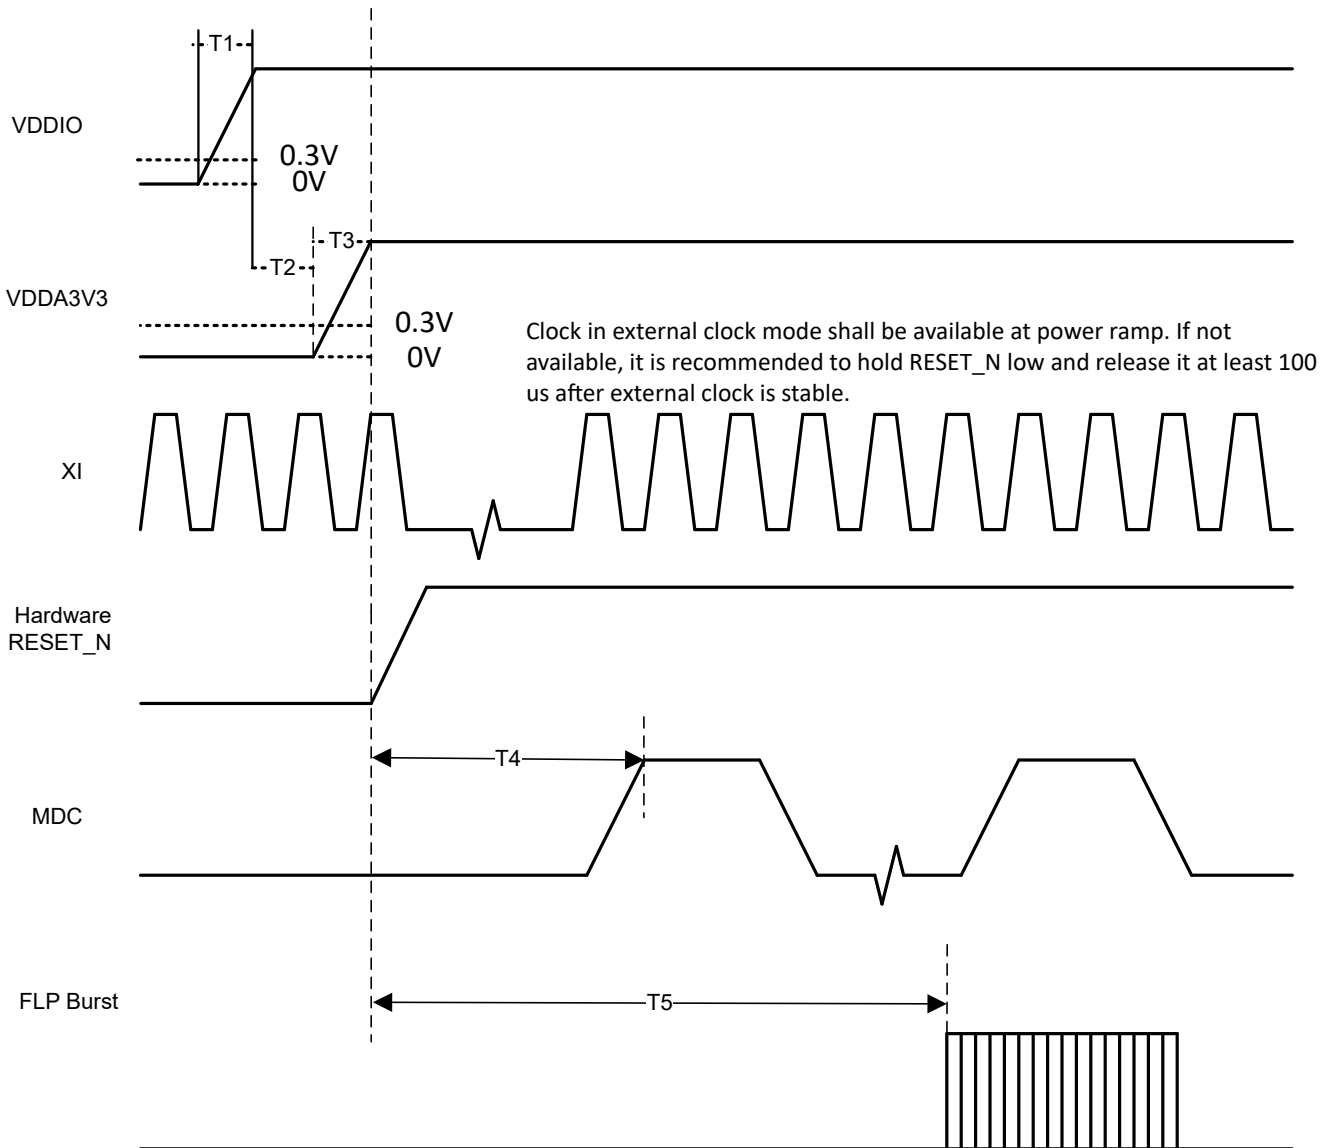 T1
VDDIO
0.3V
0V
T3
T2
VDDA3V3
0.3V
0V
Clock in external clock mode shall be available at power ramp. If not
available, it is recommended to hold RESET_N low and release it at least 100
us after external clock is stable.
XI
Hardware
RESET_N
T4
MDC
FLP Burst
T5